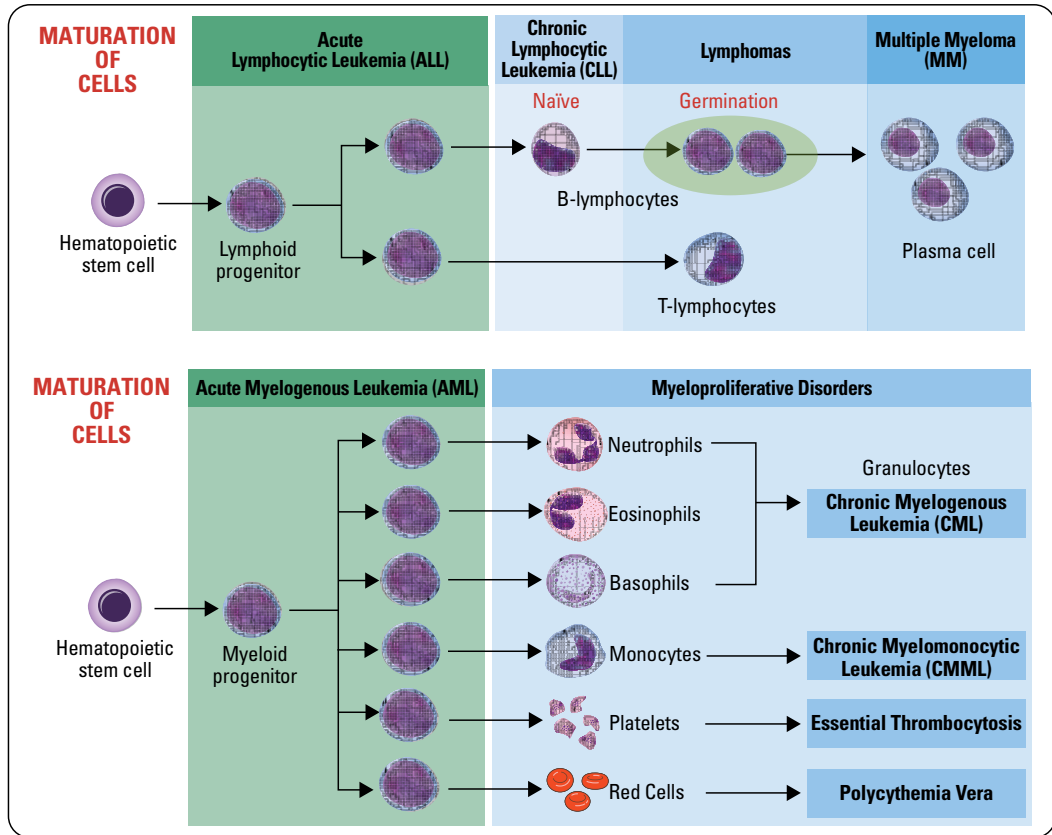 MATURATION
OF
CELLS
Acute
Lymphocytic Leukemia (ALL)
Chronic
Lymphocytic
Leukemia (CLL)
Lymphomas
Multiple Myeloma
(MM)
Naïve
Germination
B-lymphocytes
Hematopoietic
stem cell
Lymphoid
progenitor
Plasma cell
T-lymphocytes
MATURATION
OF
CELLS
Acute Myelogenous Leukemia (AML)
Myeloproliferative Disorders
Neutrophils
Granulocytes
Chronic Myelogenous
Leukemia (CML)
Eosinophils
Basophils
Hematopoietic
stem cell
Myeloid
progenitor
Monocytes
Chronic Myelomonocytic
Leukemia (CMML)
Platelets
Essential Thrombocytosis
Red Cells
Polycythemia Vera